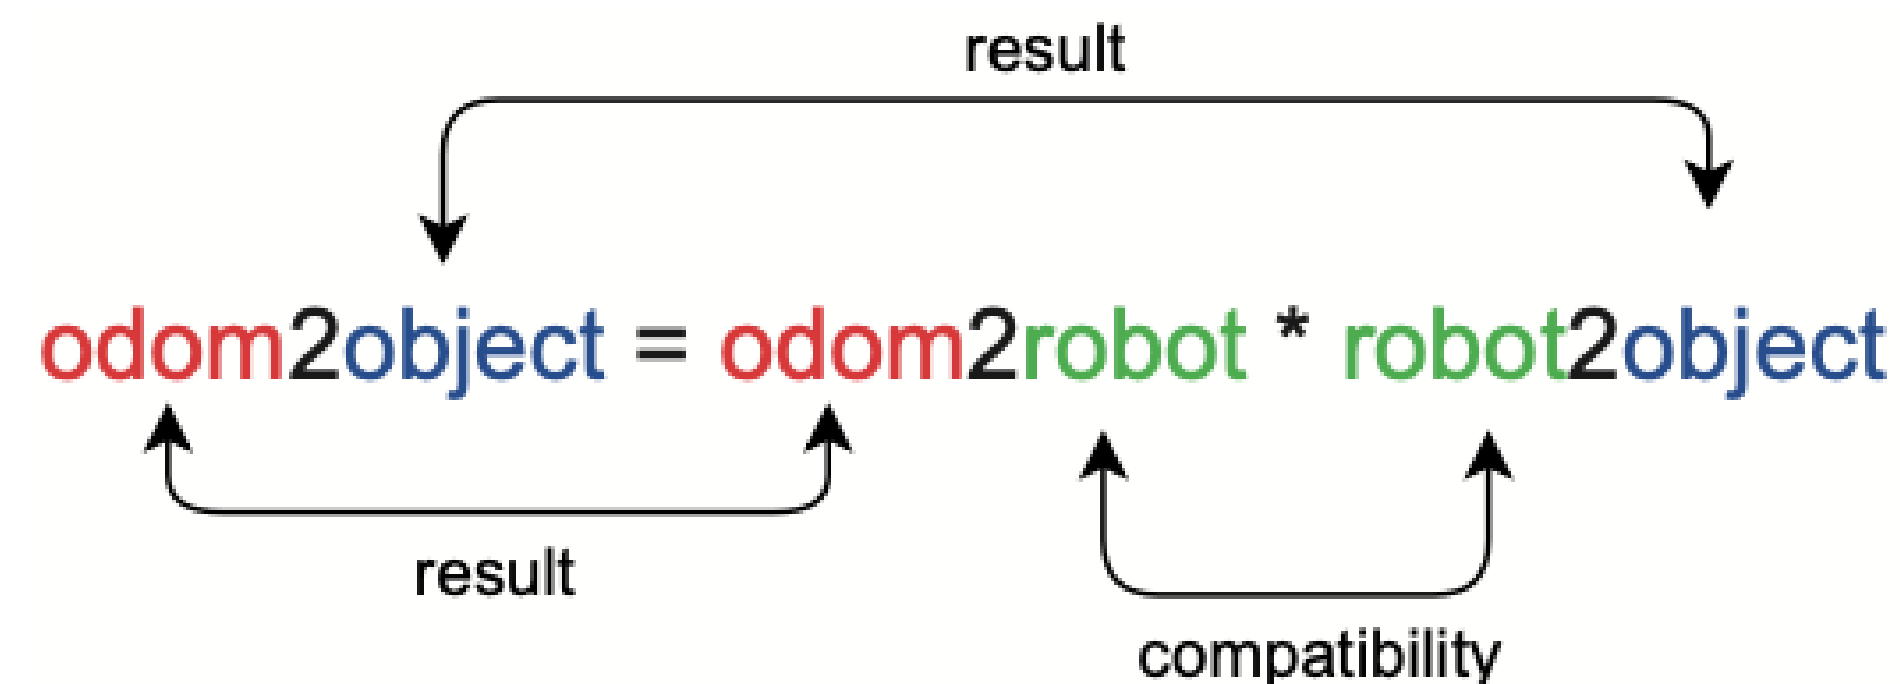 result
odom2object = odom2robot * robot2object
result
compatibility